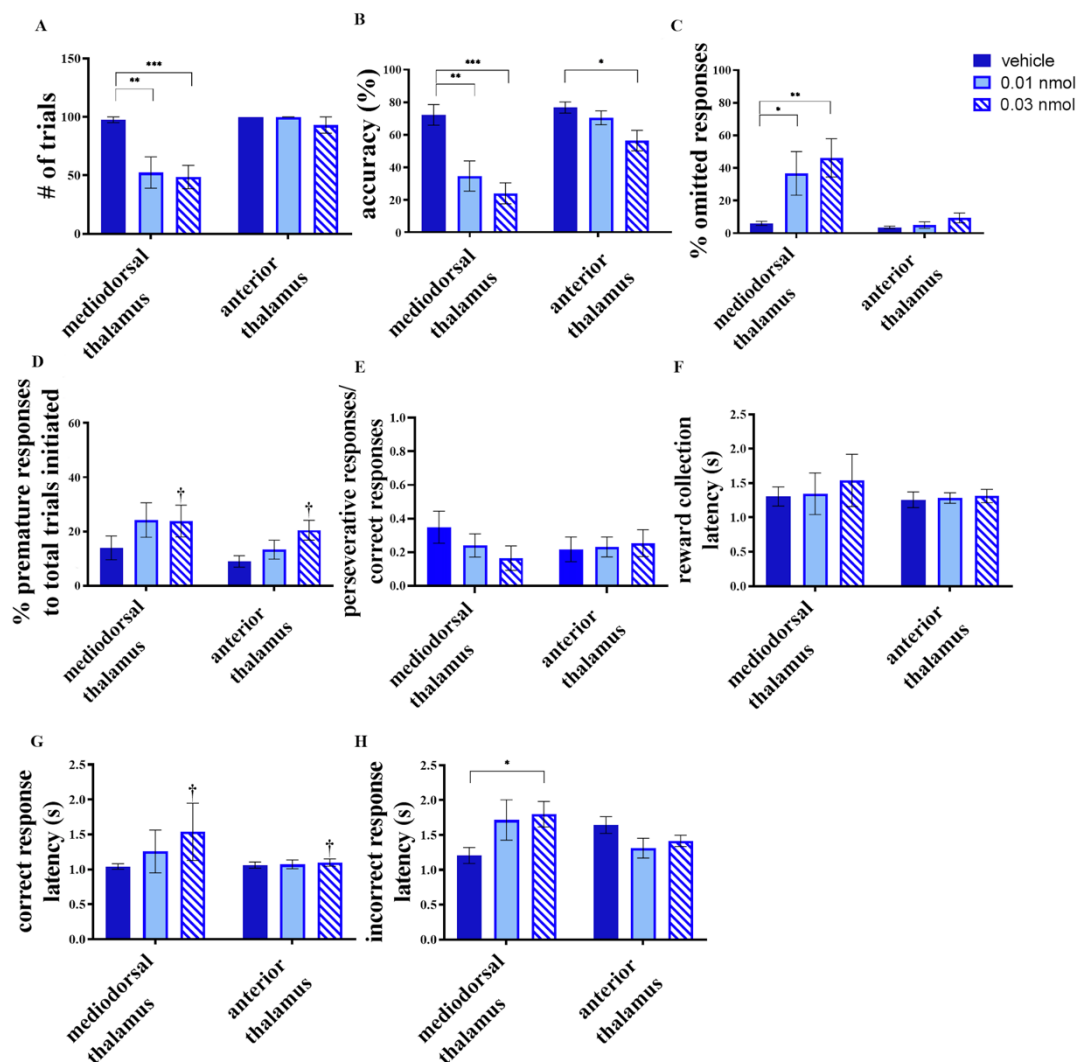 A
# of trials
150
100
50
0
***
**
mediodorsal
thalamus
anterior
thalamus
B
accuracy (%)
100
80
60
40
20
0
***
**
*
mediodorsal
thalamus
anterior
thalamus
C
% omitted responses
100
80
60
40
20
0
**
*
mediodorsal
thalamus
anterior
thalamus
vehicle
0.01 nmol
0.03 nmol
D
% premature responses
to total trials initiated
60
40
20
0
†
†
mediodorsal
thalamus
anterior
thalamus
E
perseverative responses/
correct responses
1.0
0.8
0.6
0.4
0.2
0.0
mediodorsal
thalamus
anterior
thalamus
F
reward collection
latency (s)
2.5
2.0
1.5
1.0
0.5
0.0
mediodorsal
thalamus
anterior
thalamus
G
correct response
latency (s)
2.5
2.0
1.5
1.0
0.5
0.0
†
†
mediodorsal
thalamus
anterior
thalamus
H
incorrect response
latency (s)
2.5
2.0
1.5
1.0
0.5
0.0
*
mediodorsal
thalamus
anterior
thalamus